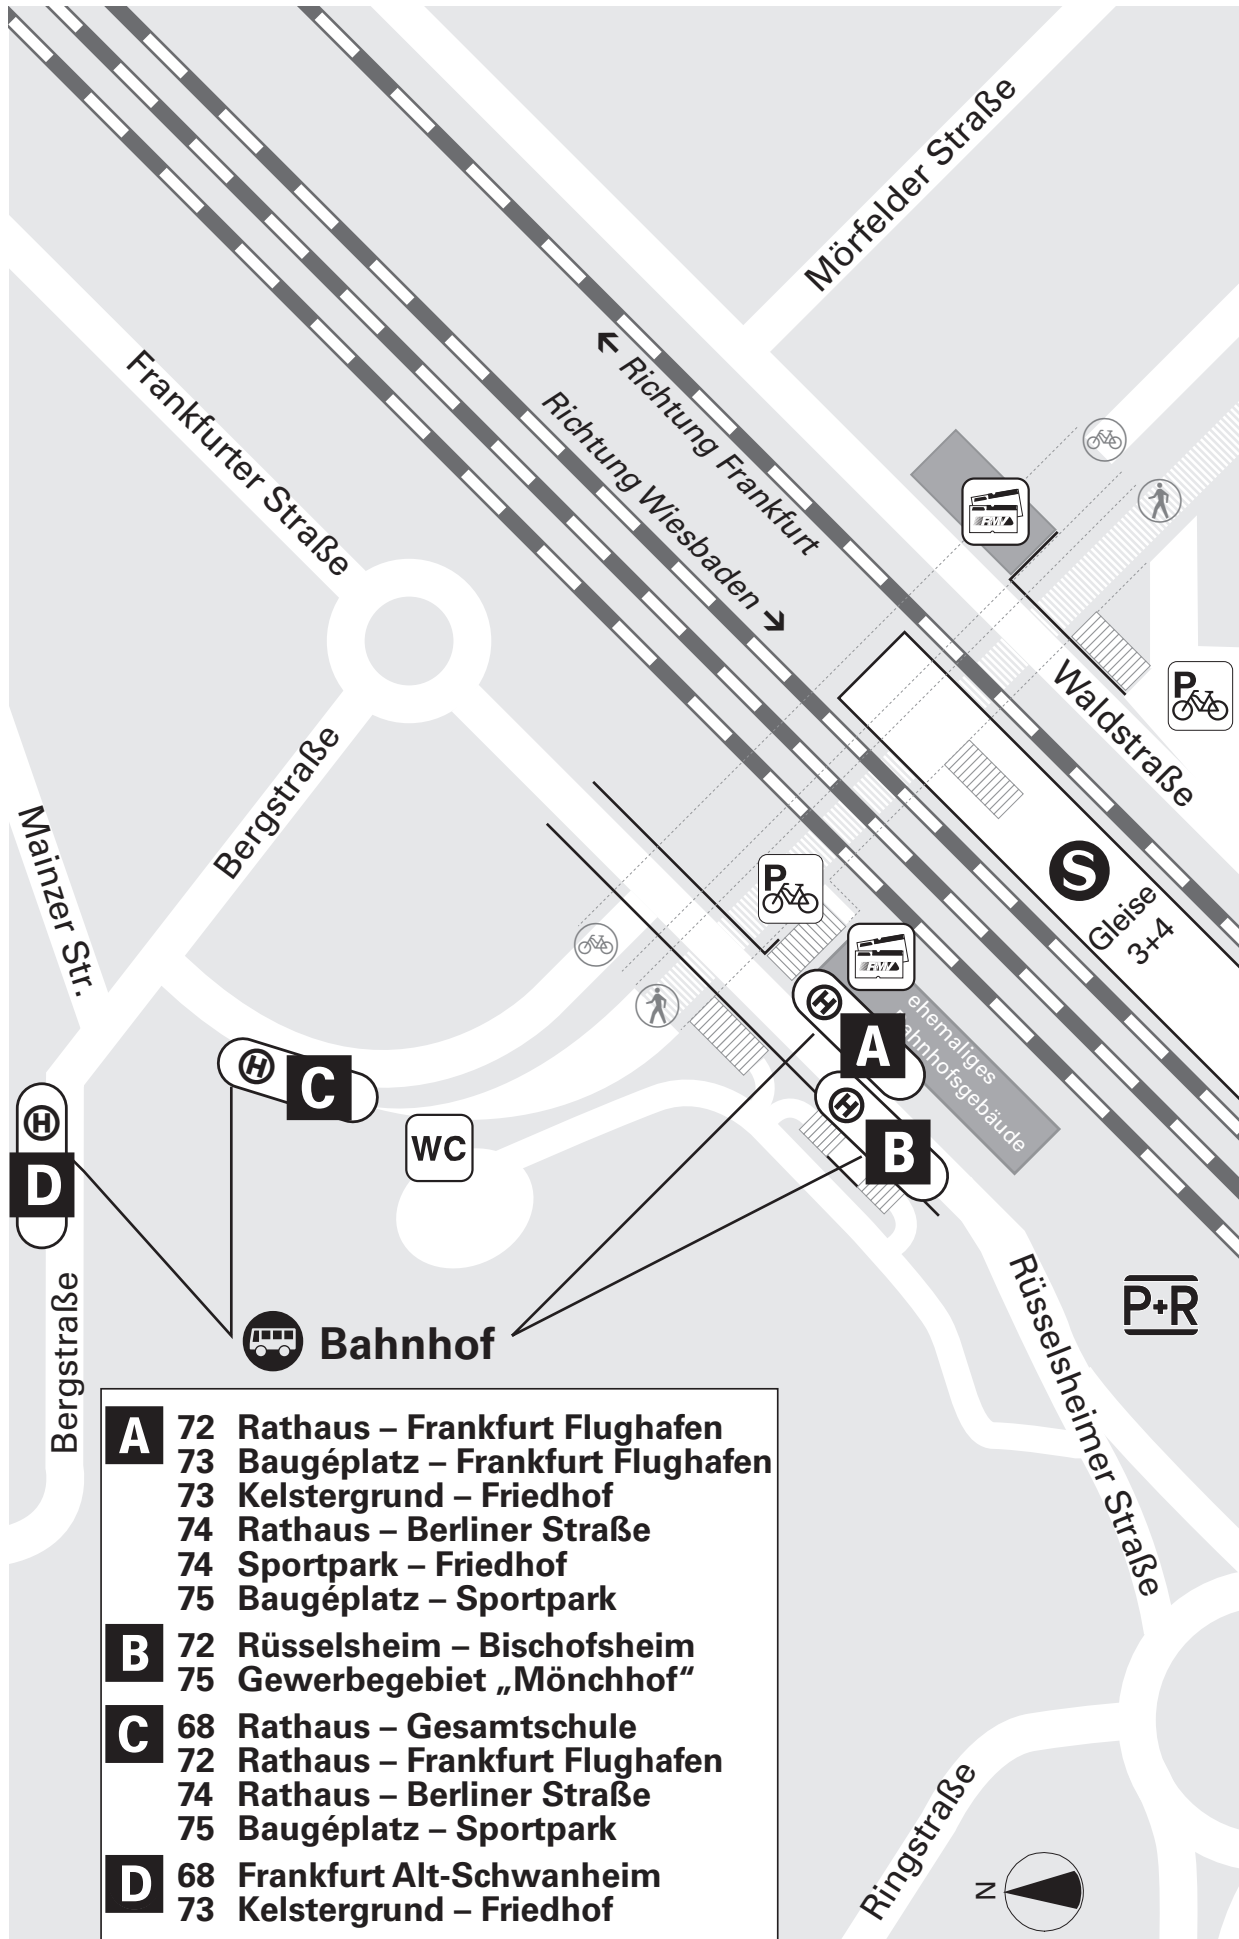 Mörfelder Straße
← Richtung Frankfurt
Richtung Wiesbaden →
Frankfurter Straße
RMV
Waldstraße
P
Bergstraße
Mainzer Str.
S
Gleise
3+4
P
RMV
H
A
ehemaliges
Bahnhofsgebäude
H
C
H
B
WC
H
D
Bergstraße
Bahnhof
Rüsselsheimer Straße
P+R
A
72 Rathaus – Frankfurt Flughafen
73 Baugéplatz – Frankfurt Flughafen
73 Kelstergrund – Friedhof
74 Rathaus – Berliner Straße
74 Sportpark – Friedhof
75 Baugéplatz – Sportpark
B
72 Rüsselsheim – Bischofsheim
75 Gewerbegebiet „Mönchhof“
C
68 Rathaus – Gesamtschule
72 Rathaus – Frankfurt Flughafen
74 Rathaus – Berliner Straße
75 Baugéplatz – Sportpark
D
68 Frankfurt Alt-Schwanheim
73 Kelstergrund – Friedhof
Ringstraße
N